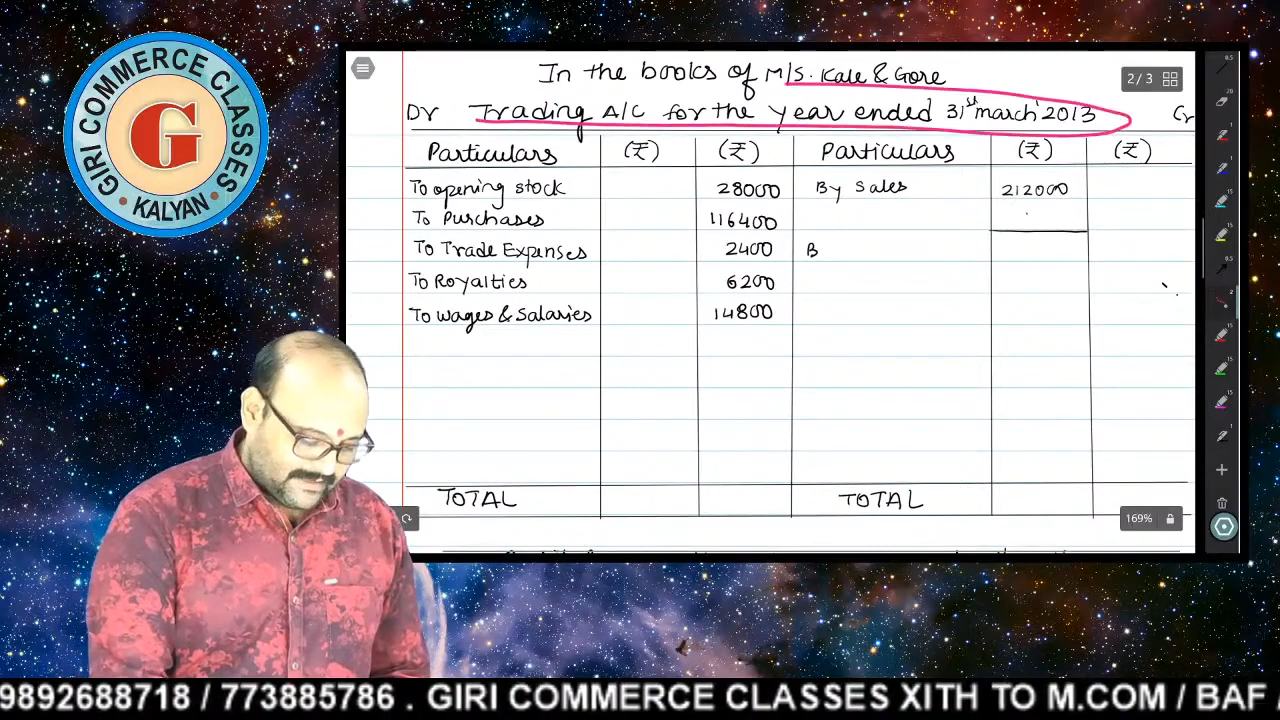 GIRI COMMERCE CLASSES
G
KALYAN
In the books of M/S. Kale & Gore
2/3
Dr Trading A/C for the year ended 31st march' 2013 Cr
Particulars (₹) (₹) Particulars (₹) (₹)
To opening stock 28000 By Sales 212000
To Purchases 116400
To Trade Expenses 2400 B
To Royalties 6200
To wages & Salaries 14800
TOTAL TOTAL
169%
9892688718 / 773885786 . GIRI COMMERCE CLASSES XITH TO M.COM / BAF